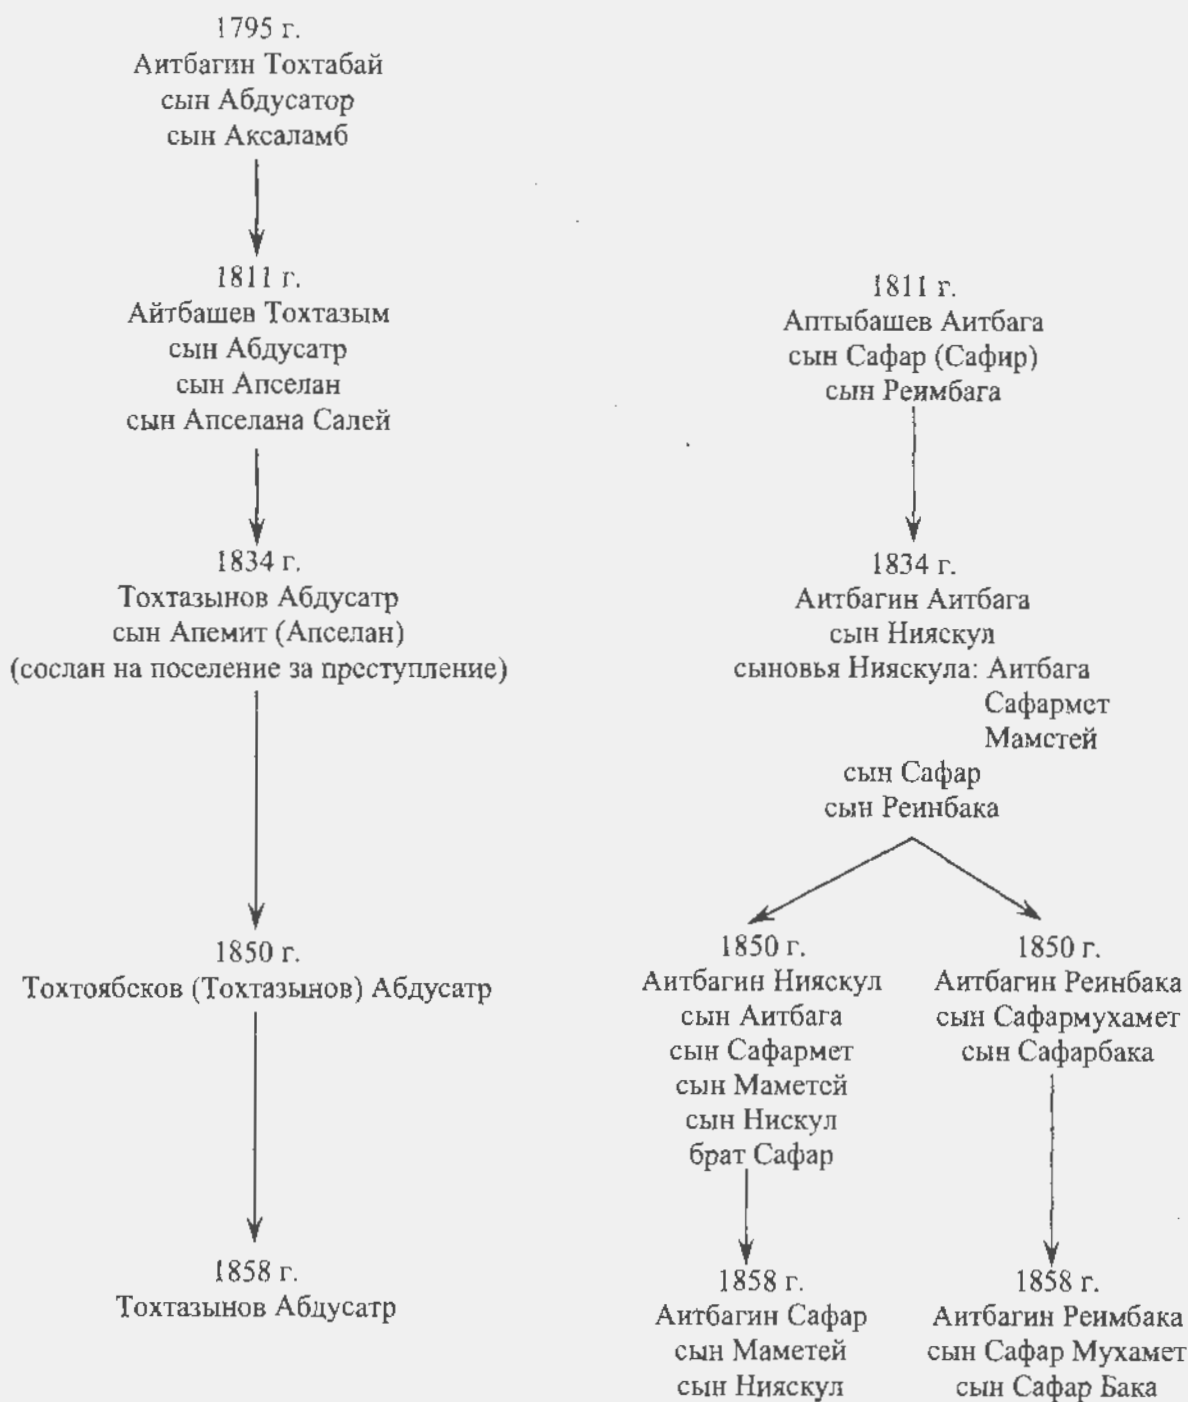 1795 г.
Аитбагин Тохтабай
сын Абдусатор
сын Аксаламб
1811 г.
Айтбашев Тохтазым
сын Абдусатр
сын Апселан
сын Апселана Салей
1834 г.
Тохтазынов Абдусатр
сын Апемит (Апселан)
(сослан на поселение за преступление)
1850 г.
Тохтоябсков (Тохтазынов) Абдусатр
1858 г.
Тохтазынов Абдусатр
1811 г.
Аптыбашев Аитбага
сын Сафар (Сафир)
сын Реимбага
1834 г.
Аитбагин Аитбага
сын Нияскул
сыновья Нияскула: Аитбага
Сафармет
Мамстей
сын Сафар
сын Реинбака
1850 г.
Аитбагин Нияскул
сын Аитбага
сын Сафармет
сын Маметей
сын Нискул
брат Сафар
1858 г.
Аитбагин Сафар
сын Маметей
сын Нияскул
1850 г.
Аитбагин Реинбака
сын Сафармухамет
сын Сафарбака
1858 г.
Аитбагин Реимбака
сын Сафар Мухамет
сын Сафар Бака